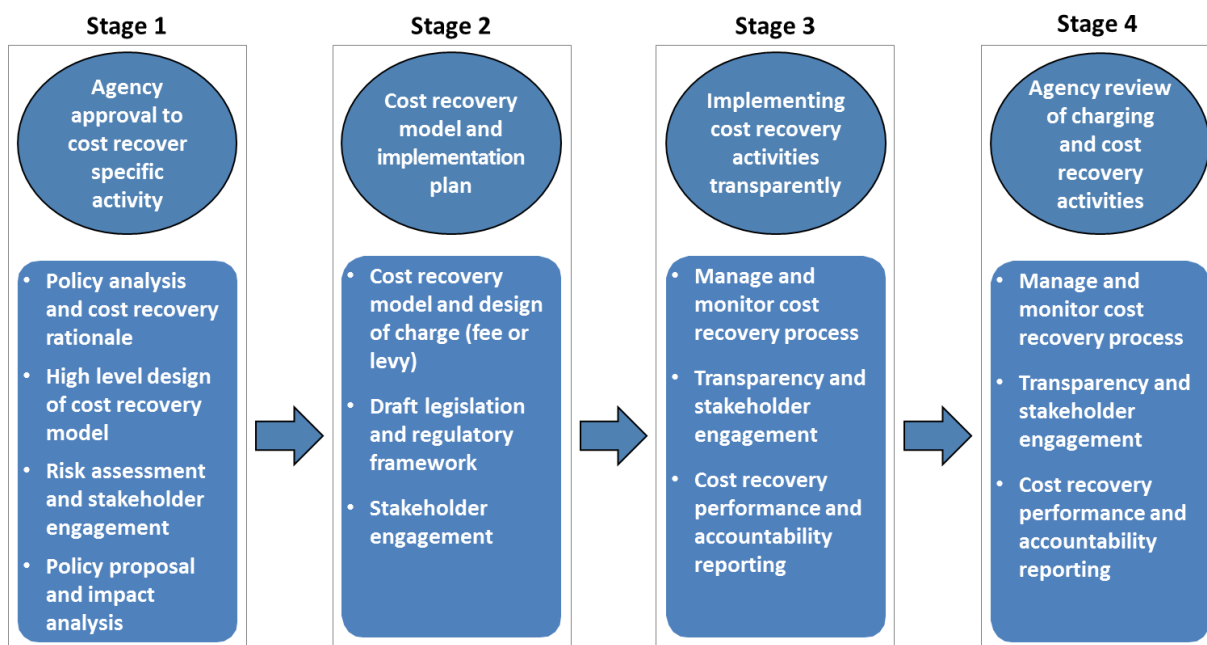 Stage 1
Agency
approval to
cost recover
specific
activity
• Policy analysis
and cost recovery
rationale
• High level design
of cost recovery
model
• Risk assessment
and stakeholder
engagement
• Policy proposal
and impact
analysis
Stage 2
Cost recovery
model and
implementation
plan
• Cost recovery
model and design
of charge (fee or
levy)
• Draft legislation
and regulatory
framework
• Stakeholder
engagement
Stage 3
Implementing
cost recovery
activities
transparently
• Manage and
monitor cost
recovery process
• Transparency and
stakeholder
engagement
• Cost recovery
performance and
accountability
reporting
Stage 4
Agency review
of charging
and cost
recovery
activities
• Manage and
monitor cost
recovery process
• Transparency and
stakeholder
engagement
• Cost recovery
performance and
accountability
reporting